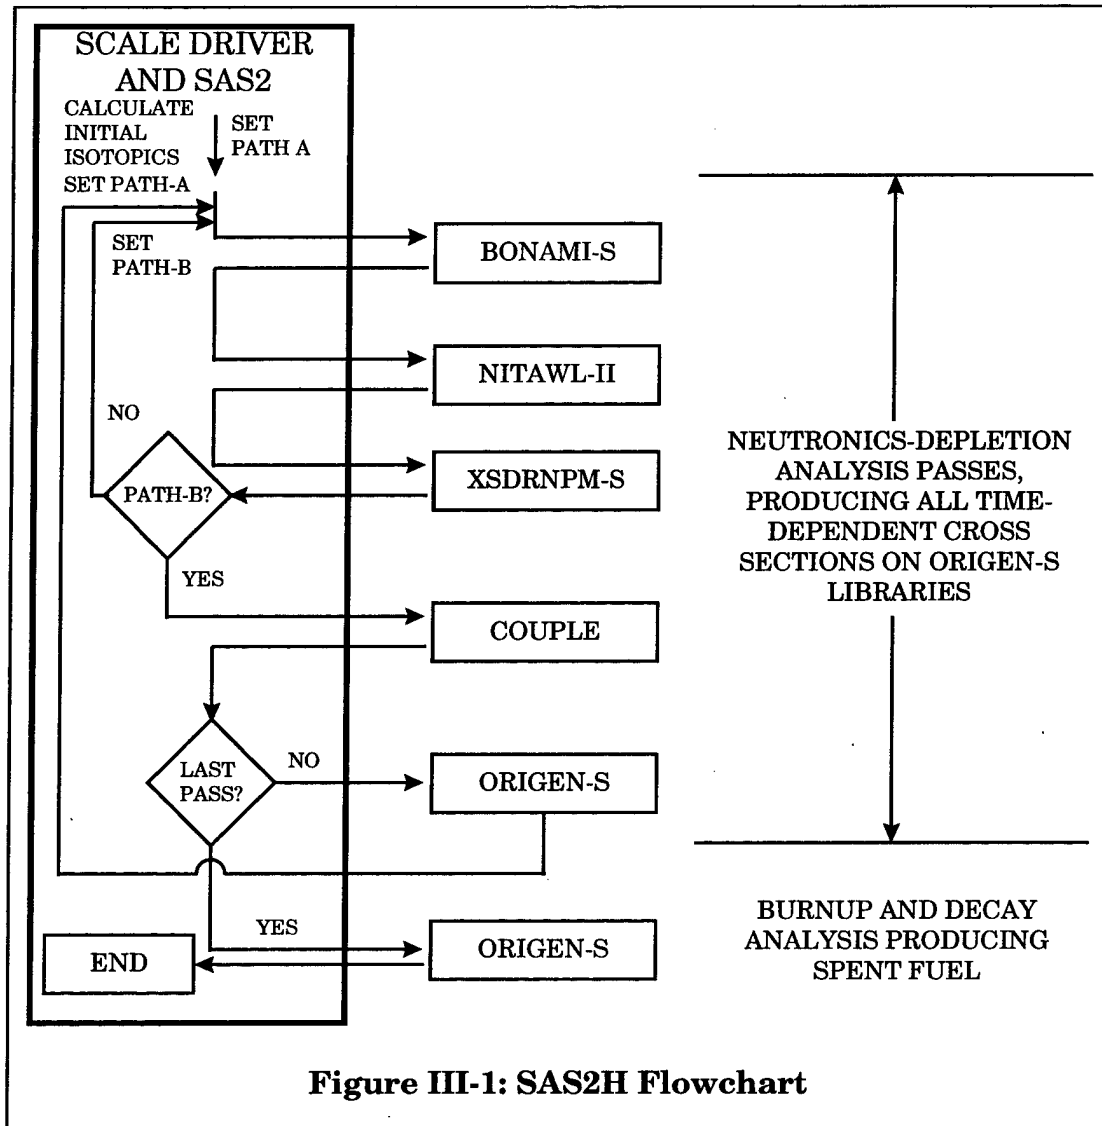 SCALE DRIVER
AND SAS2
CALCULATE
INITIAL
ISOTOPICS
SET PATH-A
SET
PATH A
SET
PATH-B
BONAMI-S
NITAWL-II
NO
PATH-B?
XSDRNPM-S
YES
COUPLE
LAST
PASS?
NO
ORIGEN-S
YES
ORIGEN-S
END
NEUTRONICS-DEPLETION
ANALYSIS PASSES,
PRODUCING ALL TIME-
DEPENDENT CROSS
SECTIONS ON ORIGEN-S
LIBRARIES
BURNUP AND DECAY
ANALYSIS PRODUCING
SPENT FUEL
Figure III-1: SAS2H Flowchart